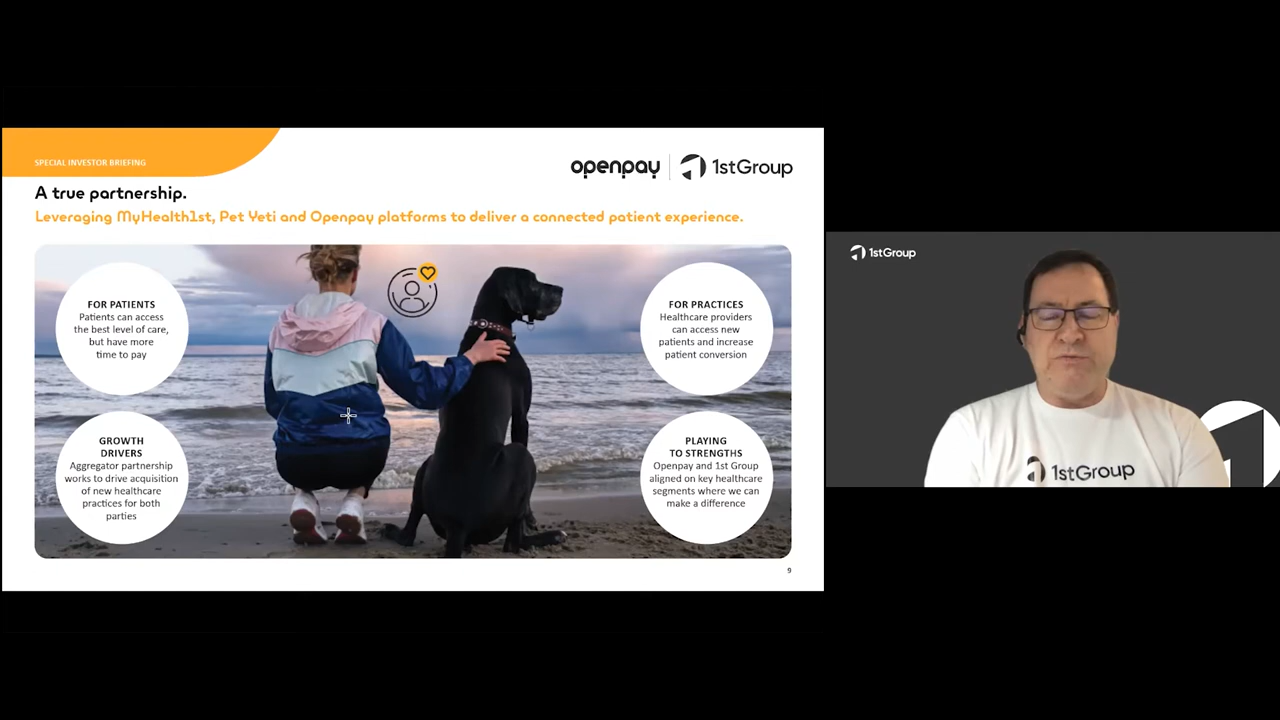 SPECIAL INVESTOR BRIEFING
openpay
1stGroup
A true partnership.
Leveraging MyHealth1st, Pet Yeti and Openpay platforms to deliver a connected patient experience.
FOR PATIENTS
Patients can access
the best level of care,
but have more
time to pay
GROWTH
DRIVERS
Aggregator partnership
works to drive acquisition
of new healthcare
practices for both
parties
FOR PRACTICES
Healthcare providers
can access new
patients and increase
patient conversion
PLAYING
TO STRENGTHS
Openpay and 1st Group
aligned on key healthcare
segments where we can
make a difference
9
1stGroup
1stGroup